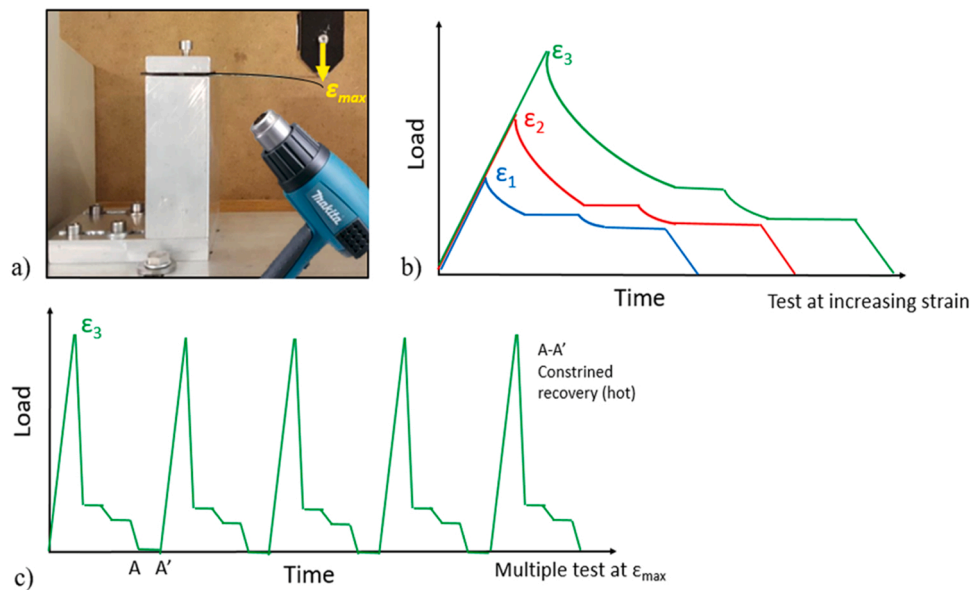 εmax
makita
a)
Load
ε3
ε2
ε1
b)
Time
Test at increasing strain
Load
ε3
A-A’
Constrined
recovery (hot)
A A’
c)
Time
Multiple test at εmax